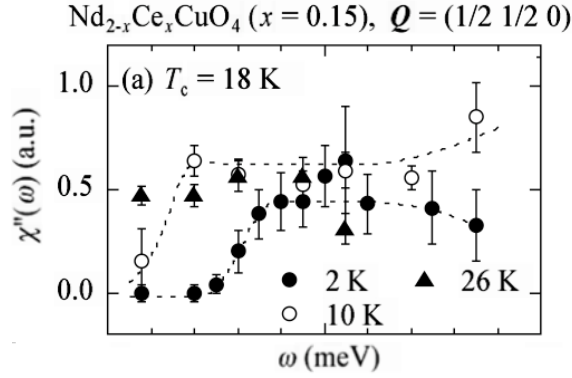 Nd₂₋ₓCeₓCuO₄ (x = 0.15), Q = (1/2 1/2 0)
(a) T_c = 18 K
1.0
0.5
0.0
χ"(ω) (a.u.)
2 K
26 K
10 K
ω (meV)